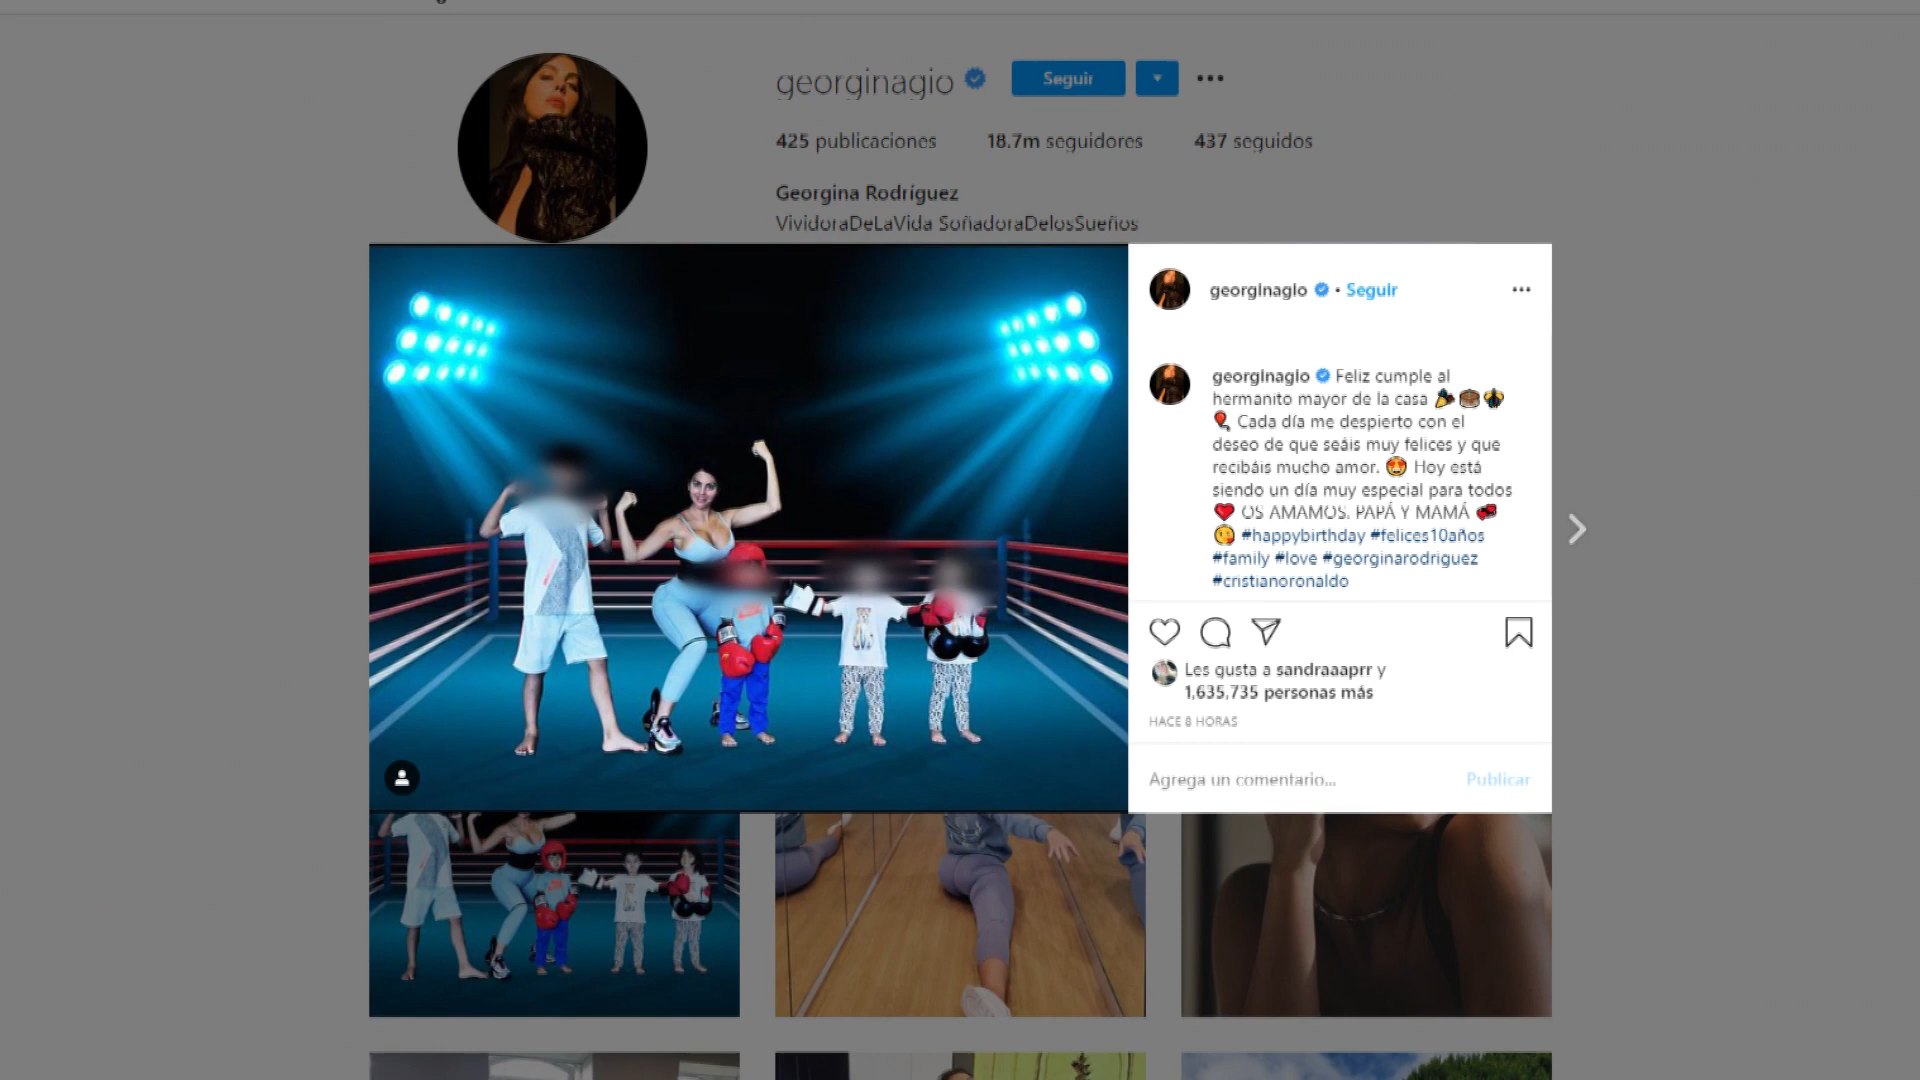 georginagio
Seguir
425 publicaciones 18.7m seguidores 437 seguidos
Georgina Rodríguez
VividoraDeLaVida SoñadoraDelosSueños
georginagio • Seguir
georginagio Feliz cumple al
hermanito mayor de la casa
Cada día me despierto con el
deseo de que seáis muy felices y que
recibáis mucho amor. Hoy está
siendo un día muy especial para todos
OS AMAMOS. PAPÁ Y MAMÁ
#happybirthday #felices10años
#family #love #georginarodriguez
#cristianoronaldo
Les gusta a sandraaaprr y
1,635,735 personas más
HACE 8 HORAS
Agrega un comentario... Publicar